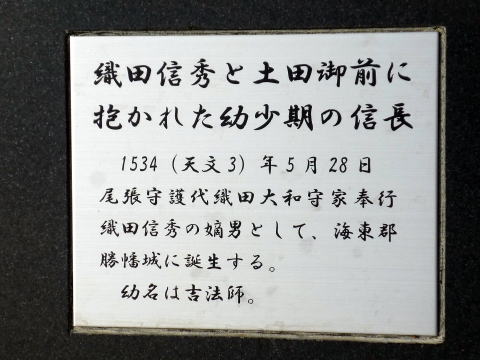 織田信秀と土田御前に
抱かれた幼少期の信長
1534（天文3）年5月28日
尾張守護代織田大和守家奉行
織田信秀の嫡男として、海東郡
勝幡城に誕生する。
幼名は吉法師。